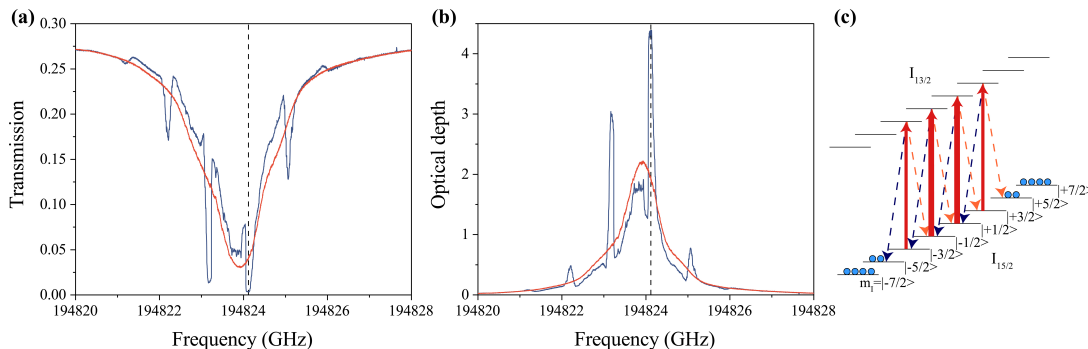 (a)
0.30
0.25
0.20
0.15
0.10
0.05
0.00
Transmission
194820 194822 194824 194826 194828
Frequency (GHz)
(b)
4
3
2
1
0
Optical depth
194820 194822 194824 194826 194828
Frequency (GHz)
(c)
I13/2
|+7/2>
|+5/2>
|+3/2>
|+1/2>
|-1/2>
|-3/2>
|-5/2>
mI=|-7/2>
I15/2